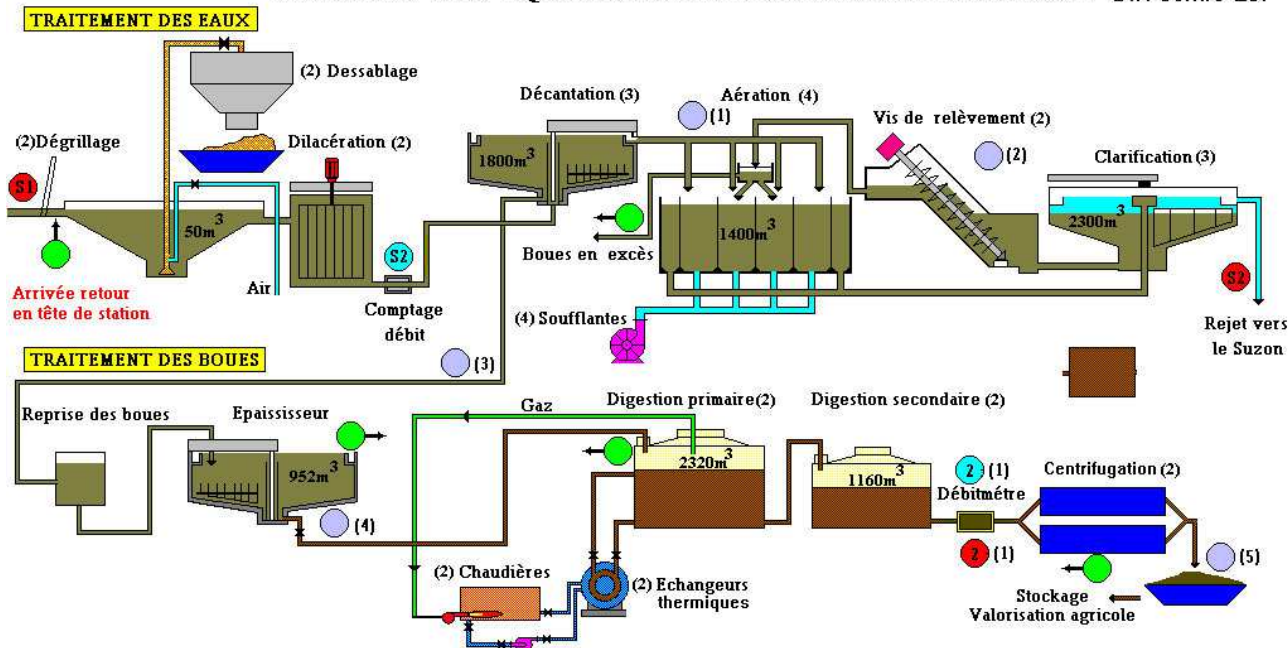 TRAITEMENT DES EAUX
(2) Dessablage
Décantation (3)
(1)
Aération (4)
Vis de relèvement (2)
(2)Dégrillage
Dilacération (2)
(2)
Clarification (3)
1800m3
S1
50m3
1400m3
2300m3
S2
Boues en excès
S2
Air
Arrivée retour
en tête de station
Comptage
débit
(4) Soufflantes
Rejet vers
le Suzon
TRAITEMENT DES BOUES
(3)
Reprise des boues
Epaississeur
Gaz
Digestion primaire(2)
Digestion secondaire (2)
952m3
2320m3
1160m3
2 (1)
Débitmétre
Centrifugation (2)
(4)
2 (1)
(5)
(2) Chaudières
(2) Echangeurs
thermiques
Stockage
Valorisation agricole